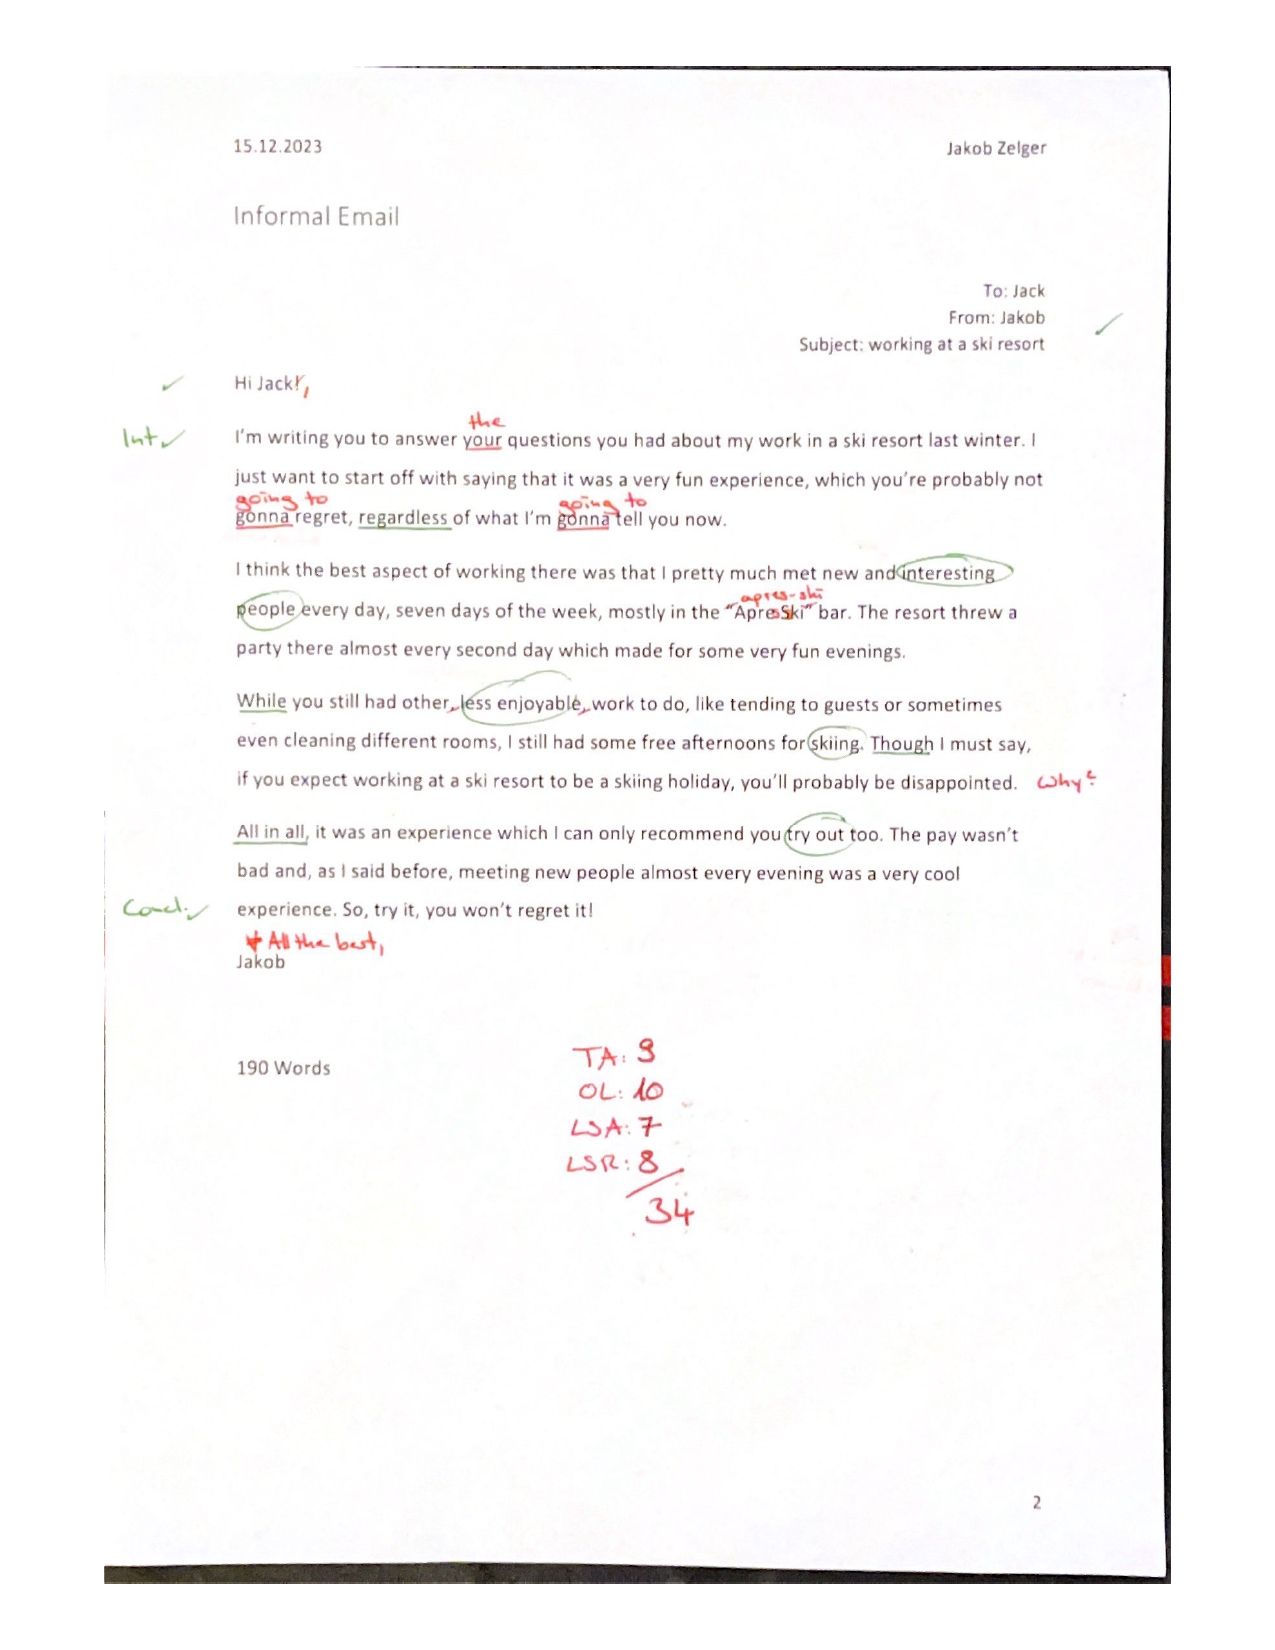 15.12.2023 Jakob Zelger
Informal Email
To: Jack
From: Jakob
Subject: working at a ski resort
Hi Jack!,
the
Int. I'm writing you to answer your questions you had about my work in a ski resort last winter. I
just want to start off with saying that it was a very fun experience, which you're probably not
going to going to
gonna regret, regardless of what I'm gonna tell you now.
I think the best aspect of working there was that I pretty much met new and interesting
apres-ski
people every day, seven days of the week, mostly in the "ApresSki" bar. The resort threw a
party there almost every second day which made for some very fun evenings.
While you still had other, less enjoyable, work to do, like tending to guests or sometimes
even cleaning different rooms, I still had some free afternoons for skiing. Though I must say,
if you expect working at a ski resort to be a skiing holiday, you'll probably be disappointed. Why?
All in all, it was an experience which I can only recommend you try out too. The pay wasn't
bad and, as I said before, meeting new people almost every evening was a very cool
Concl. experience. So, try it, you won't regret it!
+ All the best,
Jakob
190 Words
TA: 9
OL: 10
LSA: 7
LSR: 8
34
2